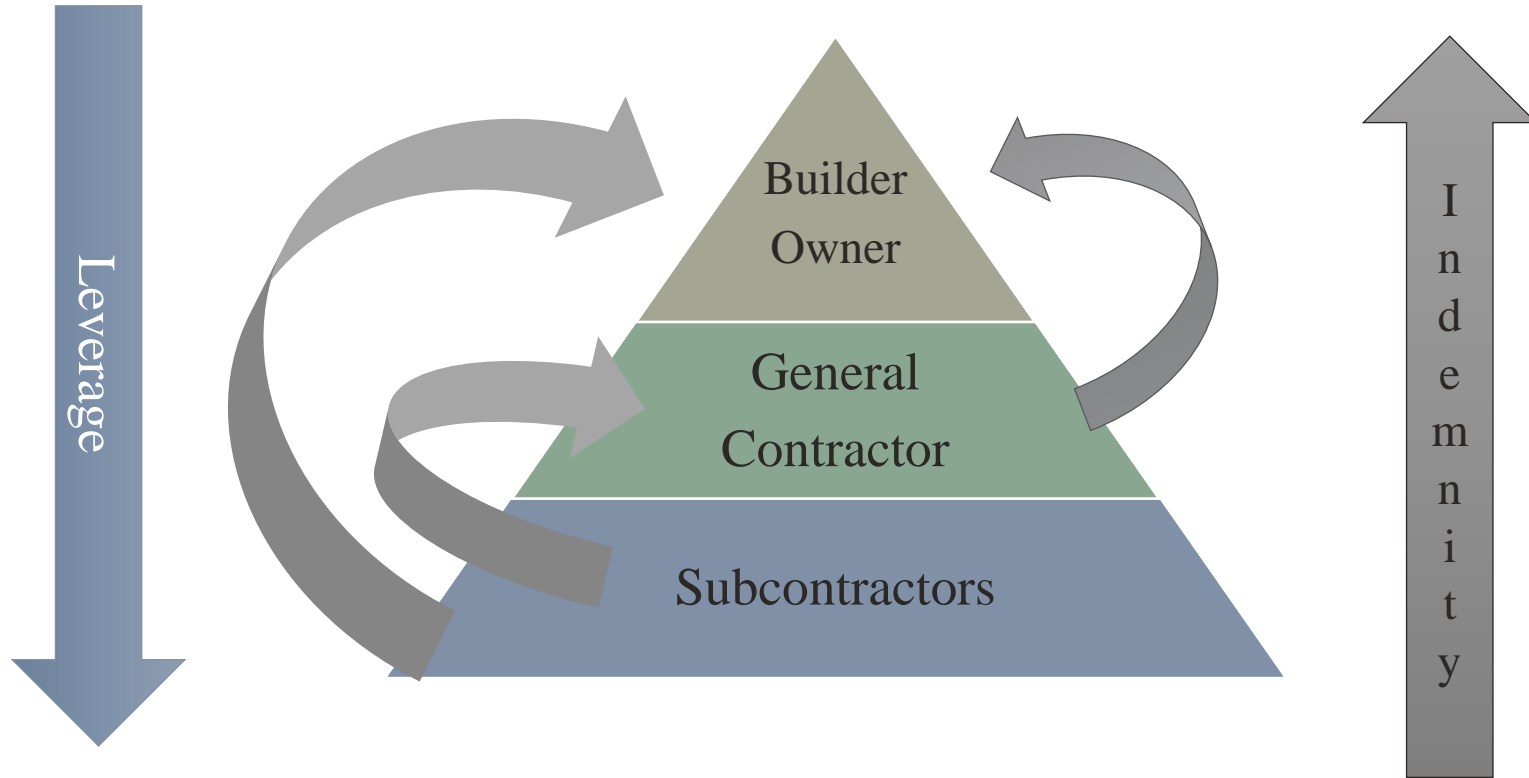 Leverage
Builder
Owner
General
Contractor
Subcontractors
Indemnity